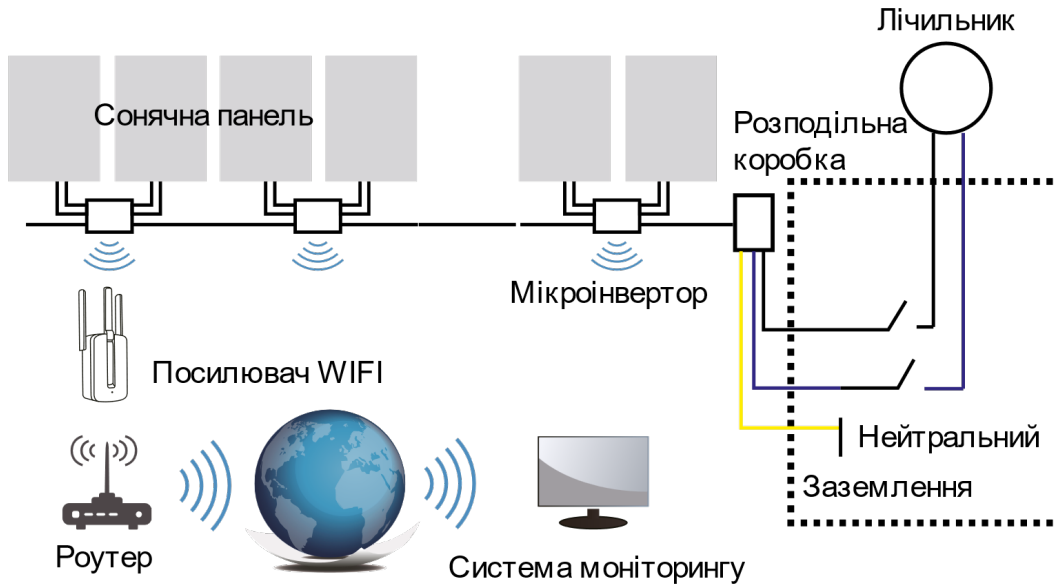 Лічильник
Сонячна панель
Розподільна
коробка
Мікроінвертор
Посилювач WIFI
Нейтральний
Заземлення
Роутер
Система моніторингу